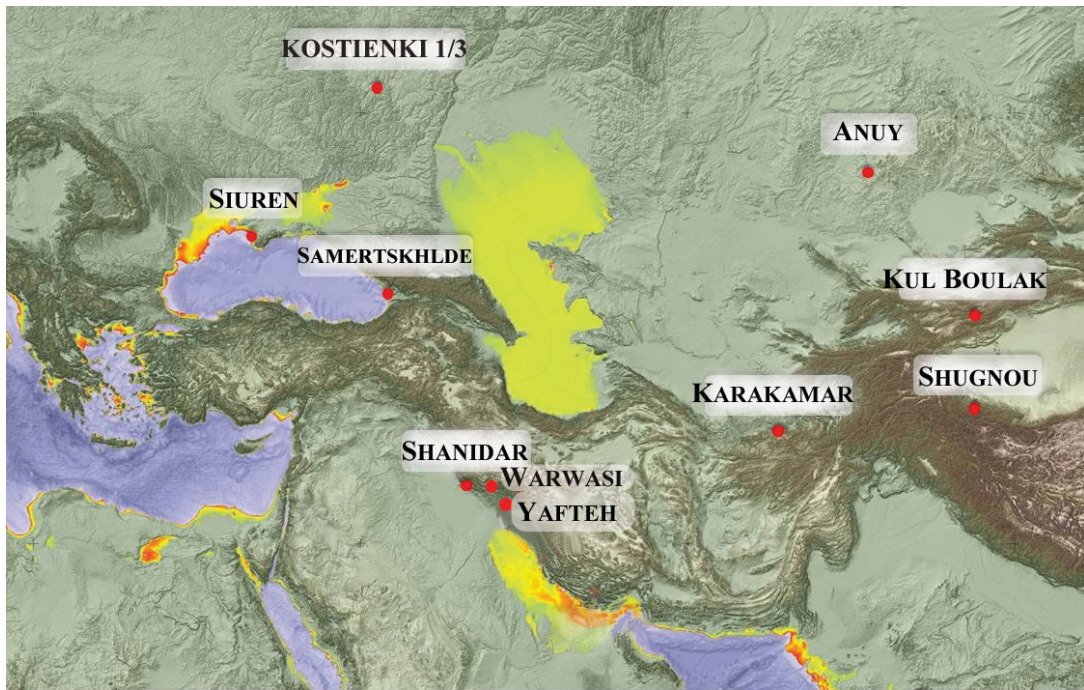 KOSTIENKI 1/3
ANUY
SIUREN
SAMERTSKHLDE
KUL BOULAK
SHUGNOU
KARAKAMAR
SHANIDAR
WARWASI
YAFTEH